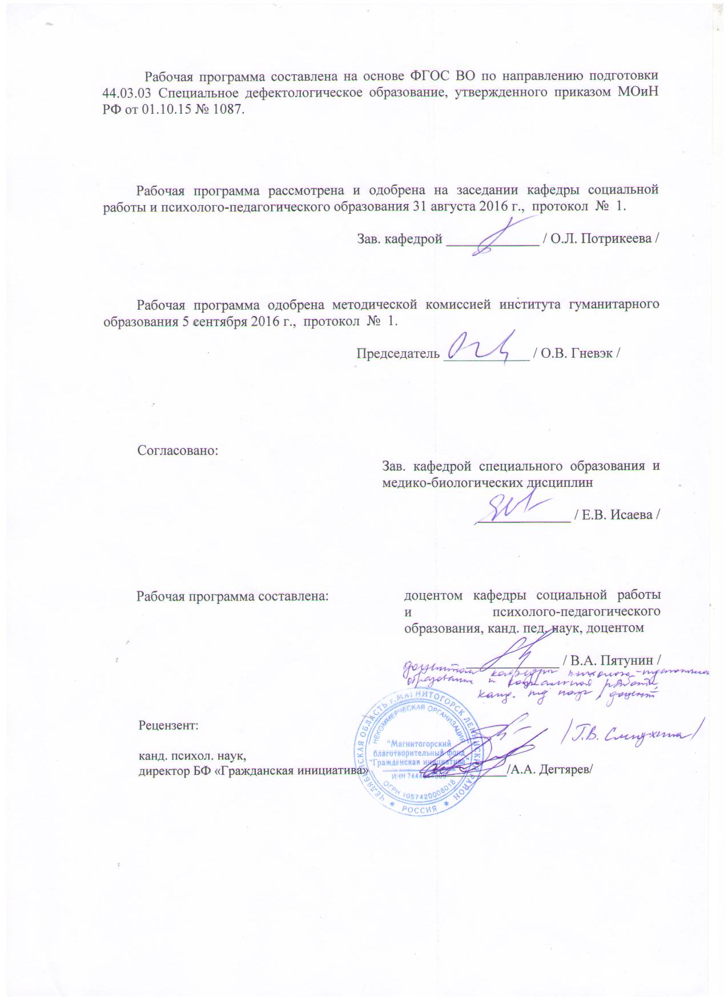 Рабочая программа составлена на основе ФГОС ВО по направлению подготовки
44.03.03 Специальное дефектологическое образование, утвержденного приказом МОиН
РФ от 01.10.15 № 1087.
Рабочая программа рассмотрена и одобрена на заседании кафедры социальной
работы и психолого-педагогического образования 31 августа 2016 г., протокол № 1.
Зав. кафедрой _____________ / О.Л. Потрикеева /
Рабочая программа одобрена методической комиссией института гуманитарного
образования 5 сентября 2016 г., протокол № 1.
Председатель ____________ / О.В. Гневэк /
Согласовано:
Зав. кафедрой специального образования и
медико-биологических дисциплин
_____________ / Е.В. Исаева /
Рабочая программа составлена:
доцентом кафедры социальной работы
и психолого-педагогического
образования, канд. пед. наук, доцентом
_____________ / В.А. Пятунин /
доцентом кафедры психолого-педагогического
образования и социальной работы,
канд. пед наук, доцент
/Г.В. /
Рецензент:
канд. психол. наук,
директор БФ «Гражданская инициатива» ____________/А.А. Дегтярев/
ЧЕЛЯБИНСКАЯ ОБЛАСТЬ г.МАГНИТОГОРСК ЛЕНИНСКИЙ РАЙОН
* РОССИЯ *
НЕКОММЕРЧЕСКАЯ ОРГАНИЗАЦИЯ
"Магнитогорский
благотворительный фонд
"Гражданская инициатива"
ИНН
ОГРН 1057420008018